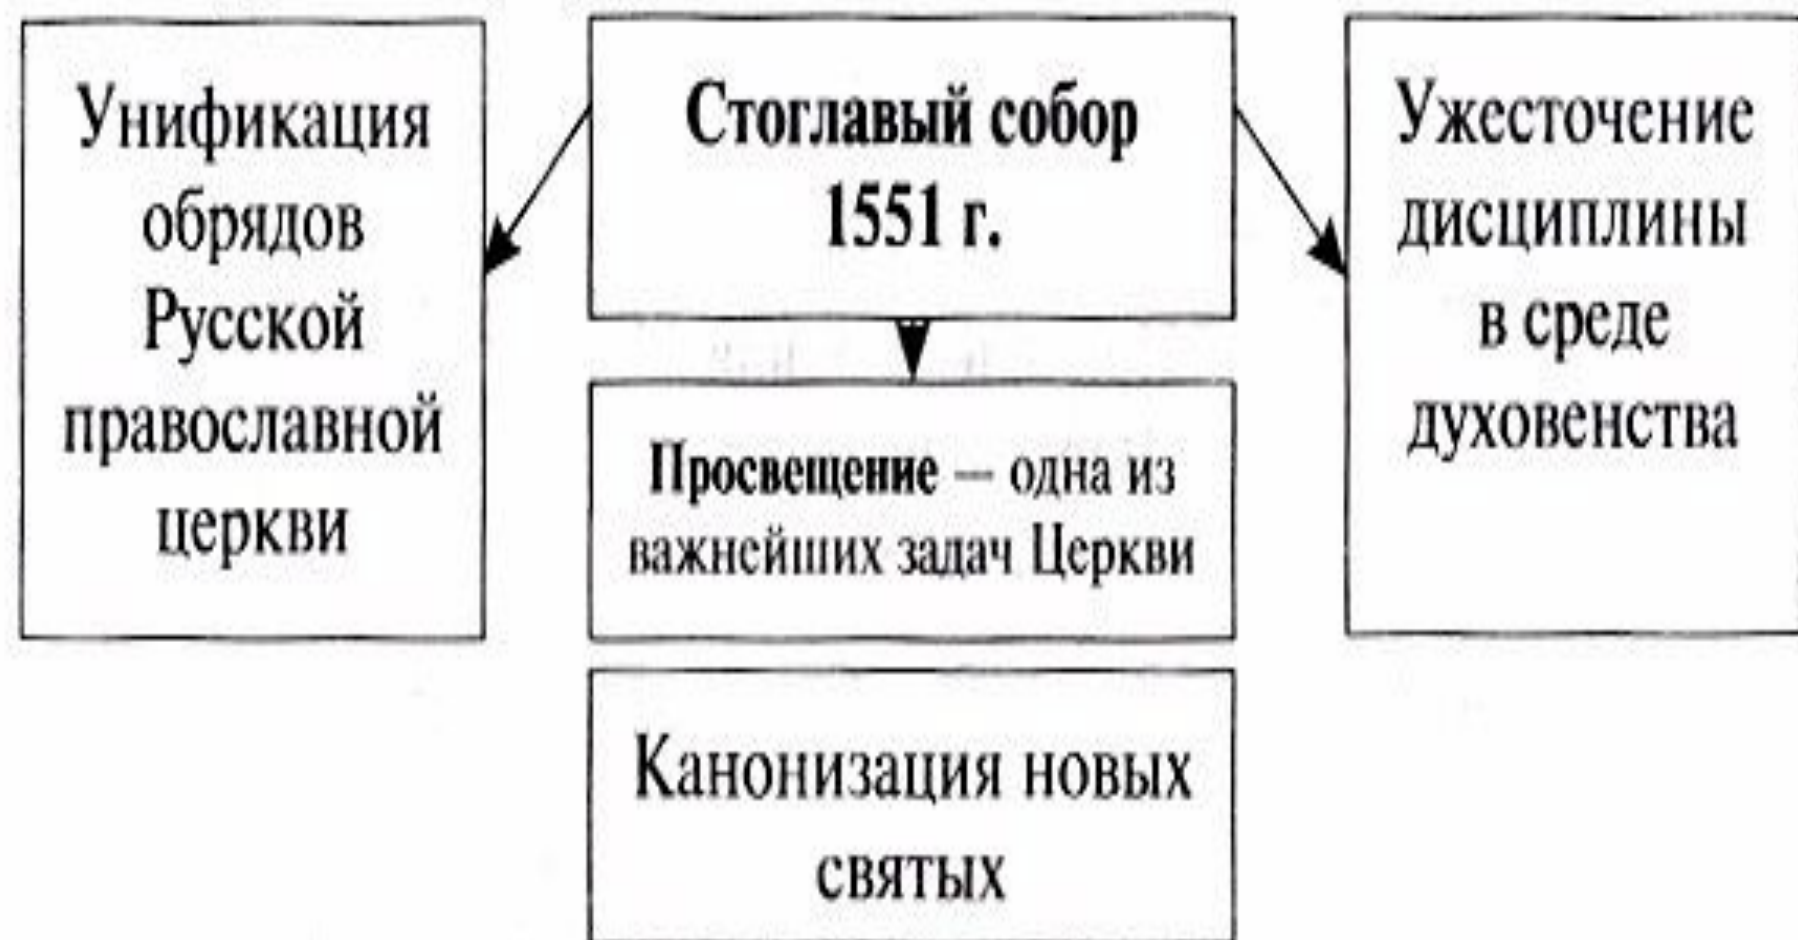 Унификация
обрядов
Русской
православной
церкви
Стоглавый собор
1551 г.
Просвещение — одна из
важнейших задач Церкви
Канонизация новых
святых
Ужесточение
дисциплины
в среде
духовенства